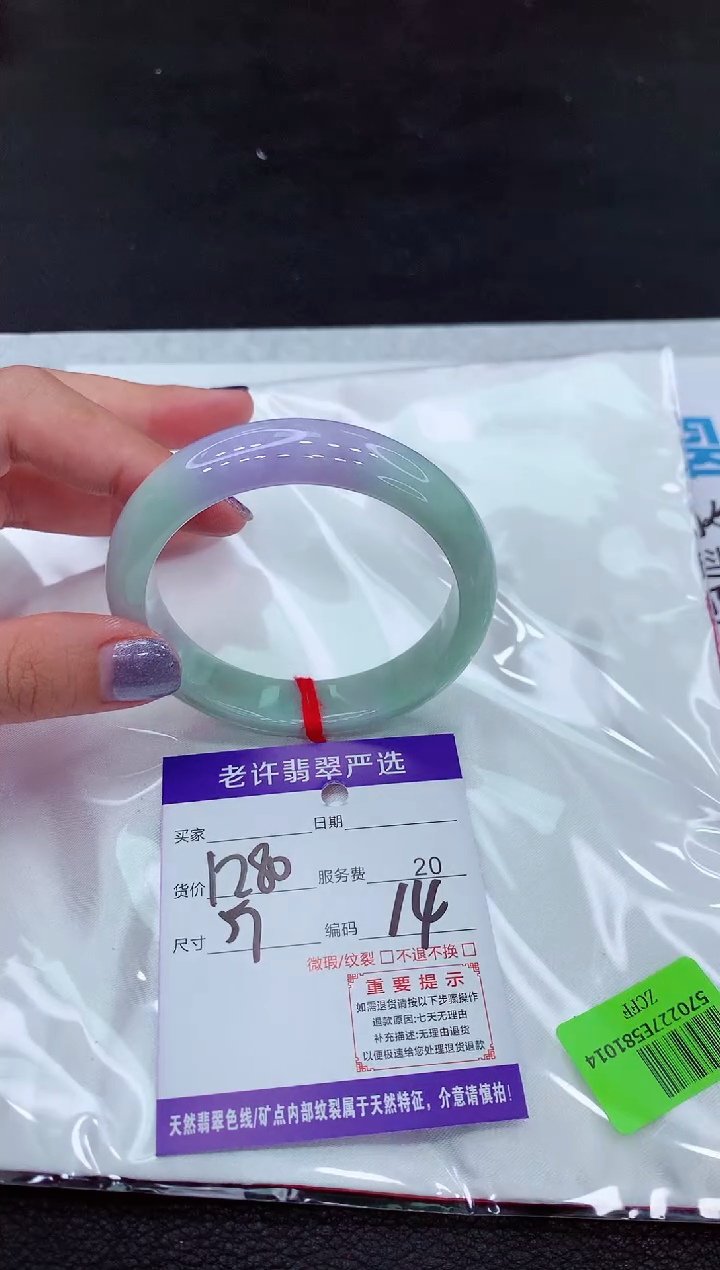 老许翡翠严选
买家 日期
货价 1280 服务费 20
尺寸 编码 14
微瑕/纹裂 □ 不退不换 □
重要提示
如需退货请按以下步骤操作
退款原因:七天无理由
补充描述:无理由退货
以便极速给您处理退货退款
天然翡翠色线/矿点内部纹裂属于天然特征，介意请慎拍!
570227E581014
ZCFF